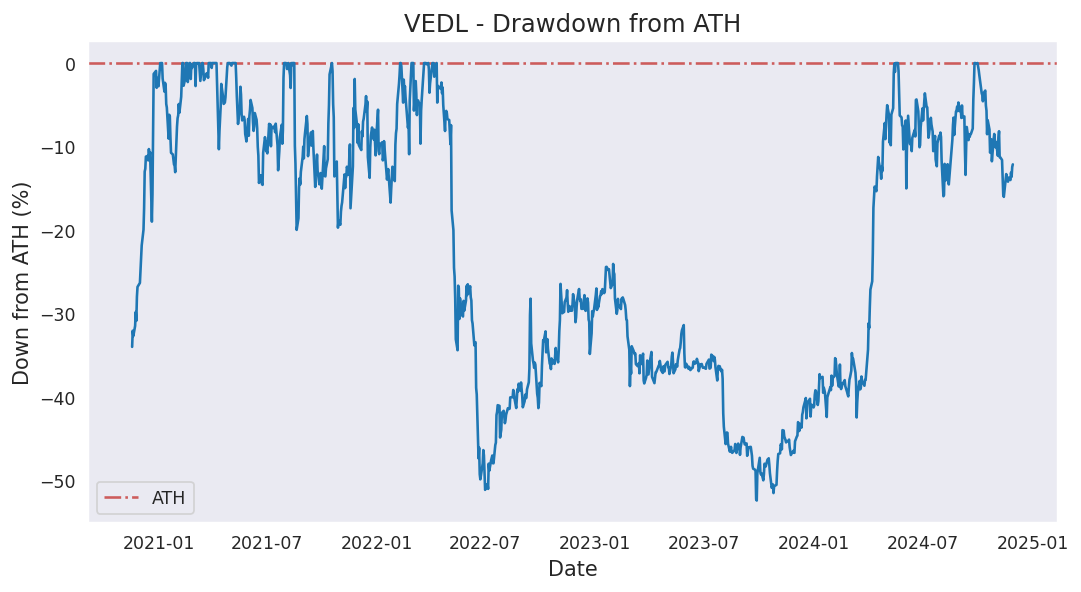 VEDL - Drawdown from ATH
Down from ATH (%)
0
−10
−20
−30
−40
−50
ATH
2021-01 2021-07 2022-01 2022-07 2023-01 2023-07 2024-01 2024-07 2025-01
Date